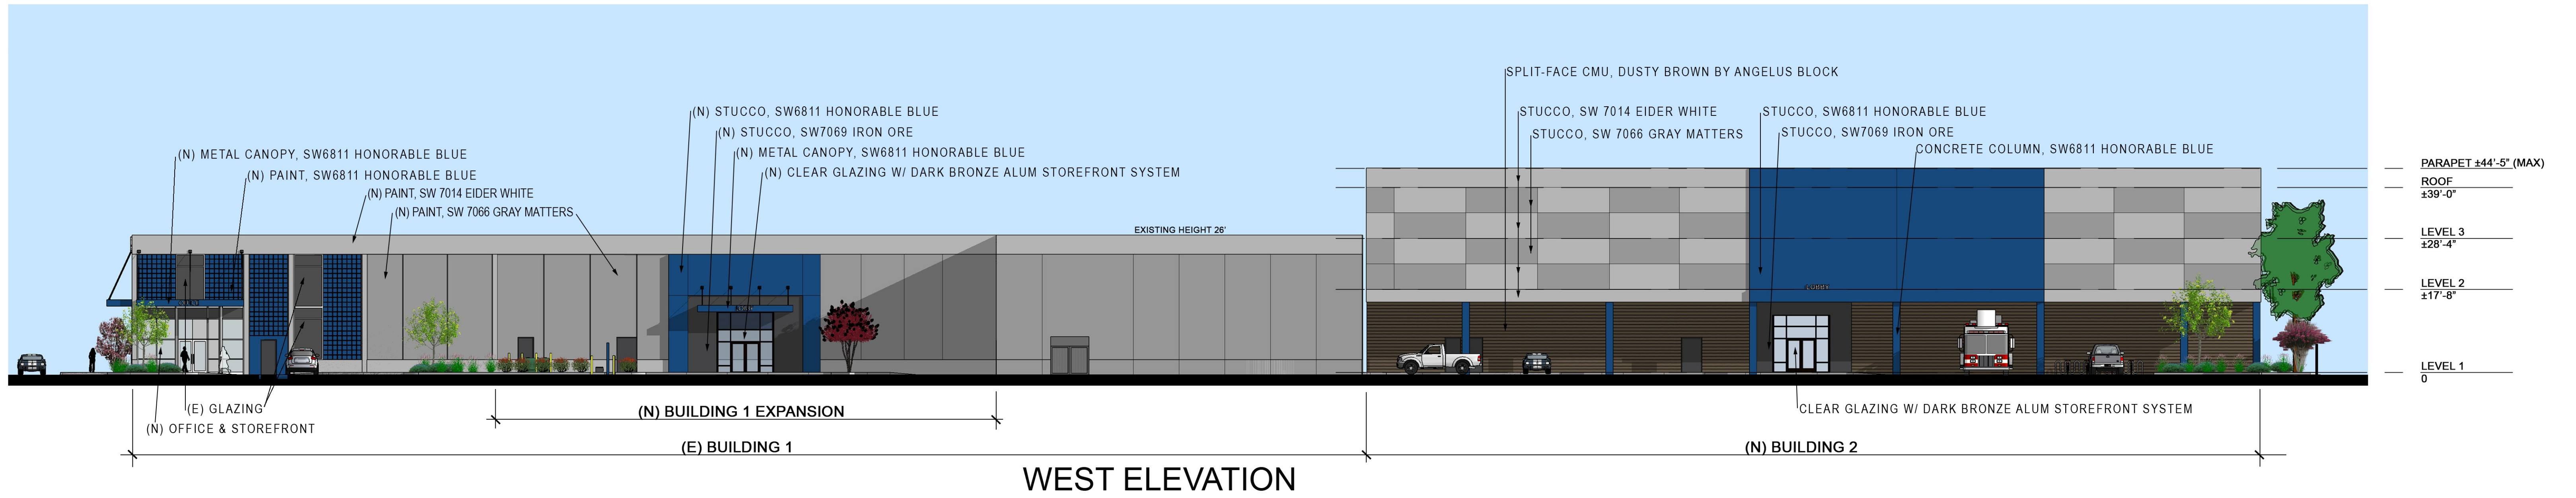 SPLIT-FACE CMU, DUSTY BROWN BY ANGELUS BLOCK
(N) STUCCO, SW6811 HONORABLE BLUE
STUCCO, SW 7014 EIDER WHITE
STUCCO, SW6811 HONORABLE BLUE
(N) STUCCO, SW7069 IRON ORE
STUCCO, SW 7066 GRAY MATTERS
STUCCO, SW7069 IRON ORE
(N) METAL CANOPY, SW6811 HONORABLE BLUE
(N) METAL CANOPY, SW6811 HONORABLE BLUE
CONCRETE COLUMN, SW6811 HONORABLE BLUE
(N) PAINT, SW6811 HONORABLE BLUE
(N) CLEAR GLAZING W/ DARK BRONZE ALUM STOREFRONT SYSTEM
(N) PAINT, SW 7014 EIDER WHITE
(N) PAINT, SW 7066 GRAY MATTERS
PARAPET ±44'-5" (MAX)
ROOF
±39'-0"
EXISTING HEIGHT 26'
LEVEL 3
±28'-4"
LEVEL 2
±17'-8"
LOBBY
LEVEL 1
0
(E) GLAZING
(N) OFFICE & STOREFRONT
(N) BUILDING 1 EXPANSION
CLEAR GLAZING W/ DARK BRONZE ALUM STOREFRONT SYSTEM
(E) BUILDING 1
(N) BUILDING 2
WEST ELEVATION